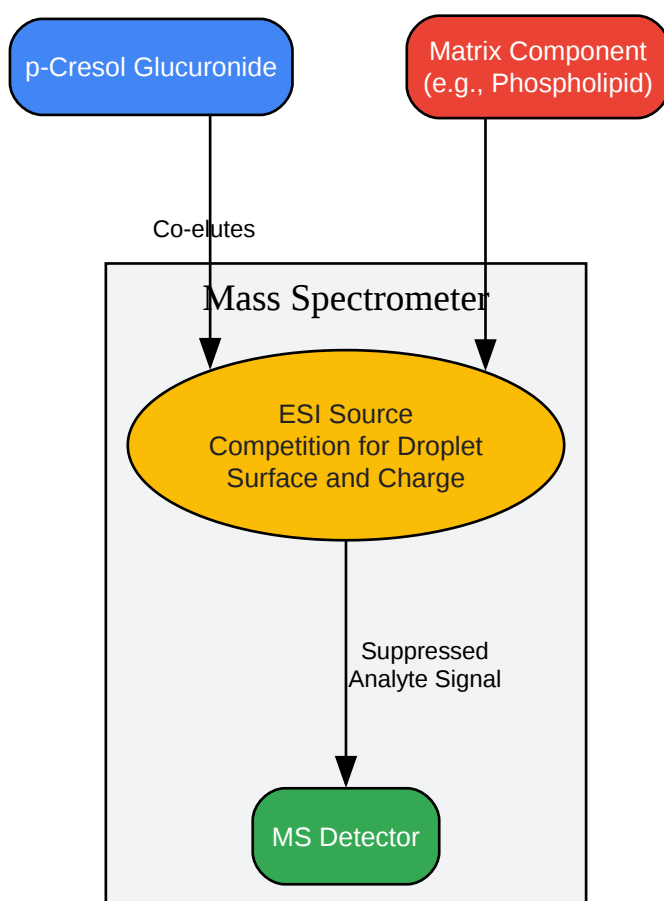 p-Cresol Glucuronide
Matrix Component
(e.g., Phospholipid)
Co-elutes
Mass Spectrometer
ESI Source
Competition for Droplet
Surface and Charge
Suppressed
Analyte Signal
MS Detector